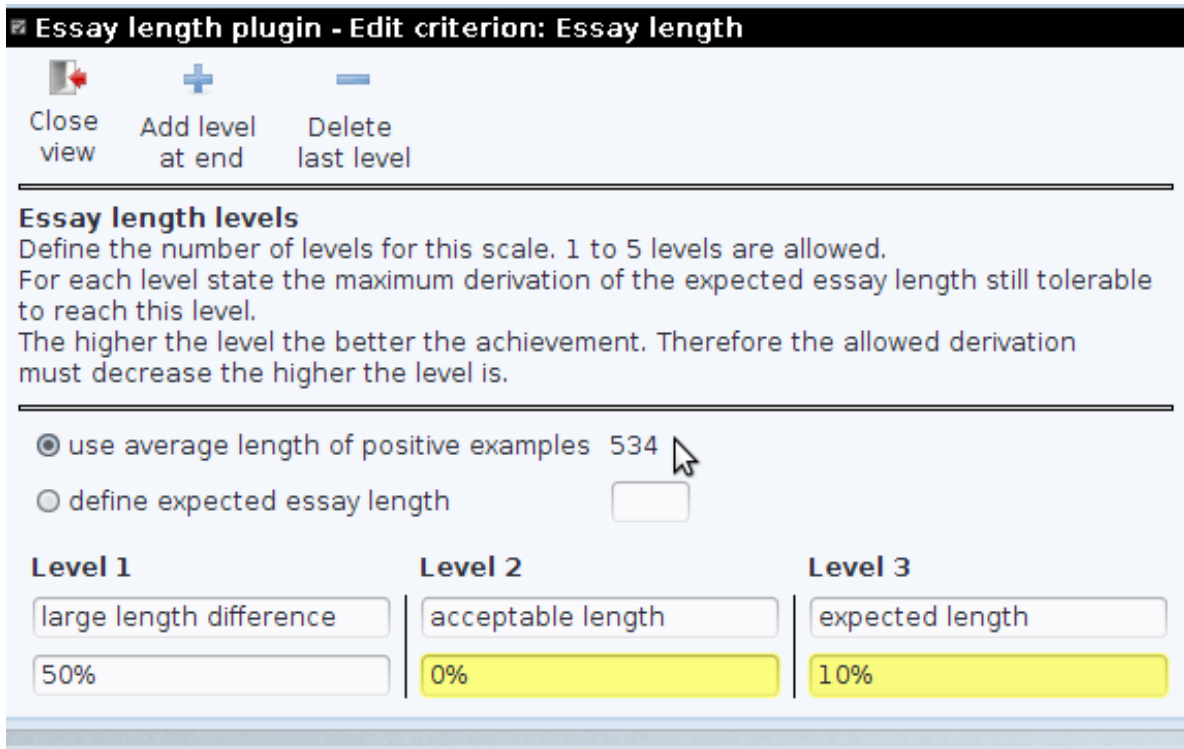 Essay length plugin - Edit criterion: Essay length
Close view
Add level at end
Delete last level
Essay length levels
Define the number of levels for this scale. 1 to 5 levels are allowed.
For each level state the maximum derivation of the expected essay length still tolerable
to reach this level.
The higher the level the better the achievement. Therefore the allowed derivation
must decrease the higher the level is.
use average length of positive examples 534
define expected essay length
Level 1 Level 2 Level 3
large length difference acceptable length expected length
50% 0% 10%